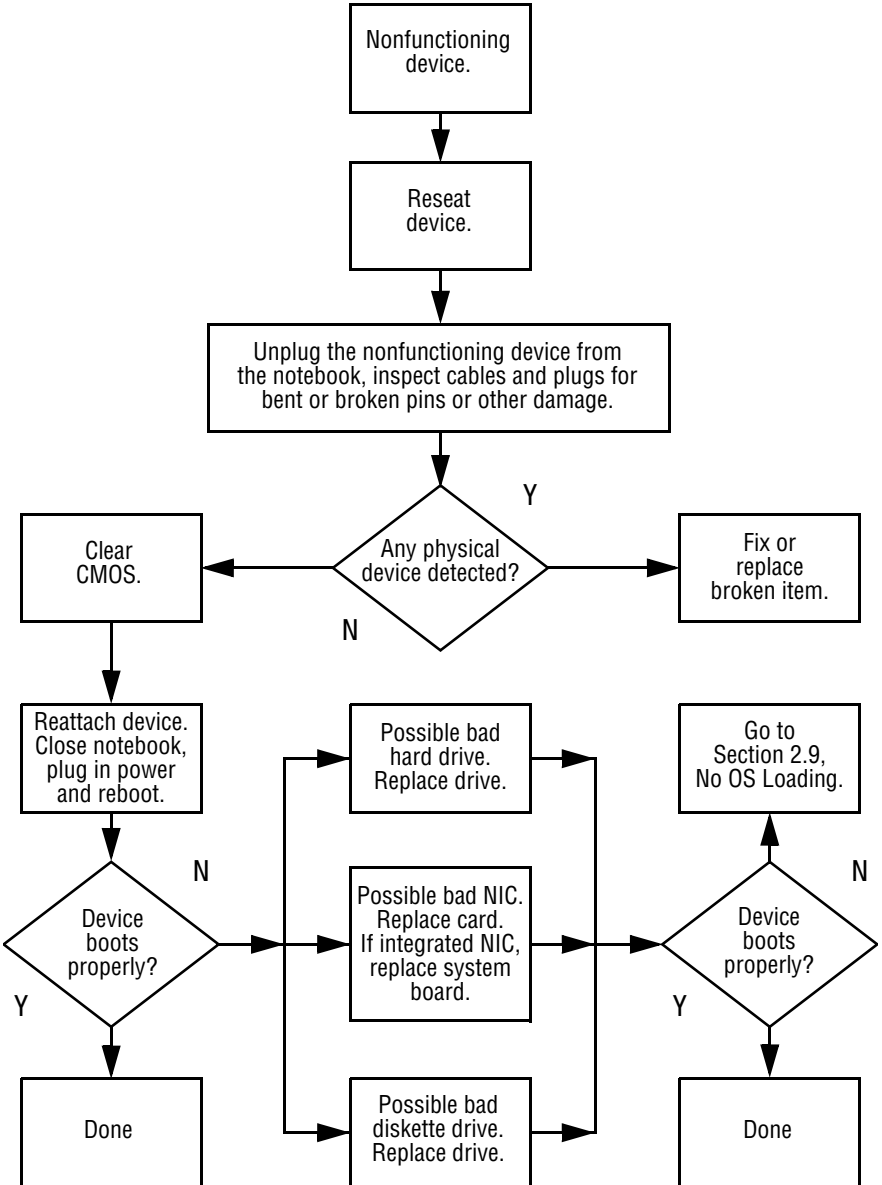 Nonfunctioning
device.
Reseat
device.
Unplug the nonfunctioning device from
the notebook, inspect cables and plugs for
bent or broken pins or other damage.
Y
Any physical
device detected?
N
Clear
CMOS.
Fix or
replace
broken item.
Reattach device.
Close notebook,
plug in power
and reboot.
Possible bad
hard drive.
Replace drive.
Go to
Section 2.9,
No OS Loading.
N
Device
boots
properly?
Y
Possible bad NIC.
Replace card.
If integrated NIC,
replace system
board.
N
Device
boots
properly?
Y
Done
Possible bad
diskette drive.
Replace drive.
Done